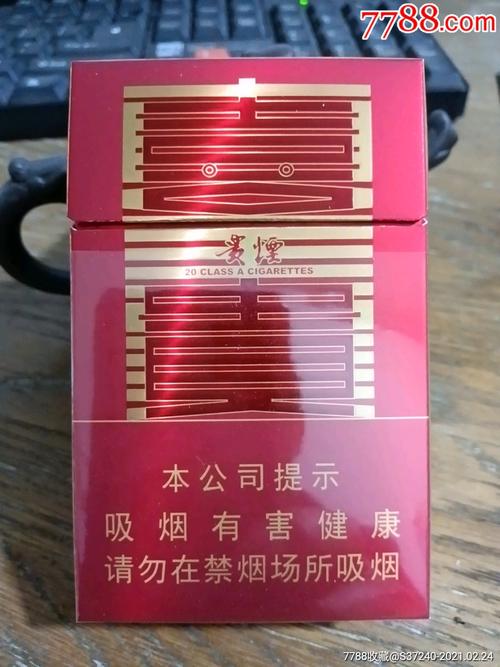 7788.com
贵煙
20 CLASS A CIGARETTES
本公司提示
吸烟有害健康
请勿在禁烟场所吸烟
7788收藏@S37240-2021.02.24